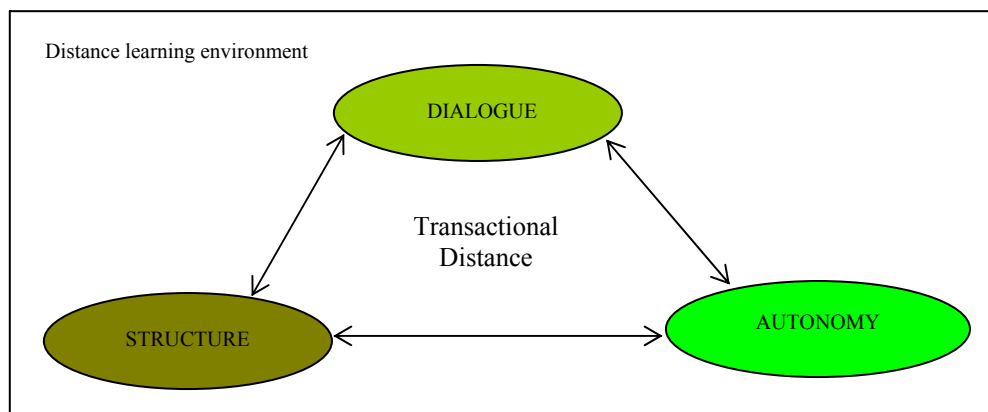 Distance learning environment
DIALOGUE
Transactional
Distance
STRUCTURE
AUTONOMY